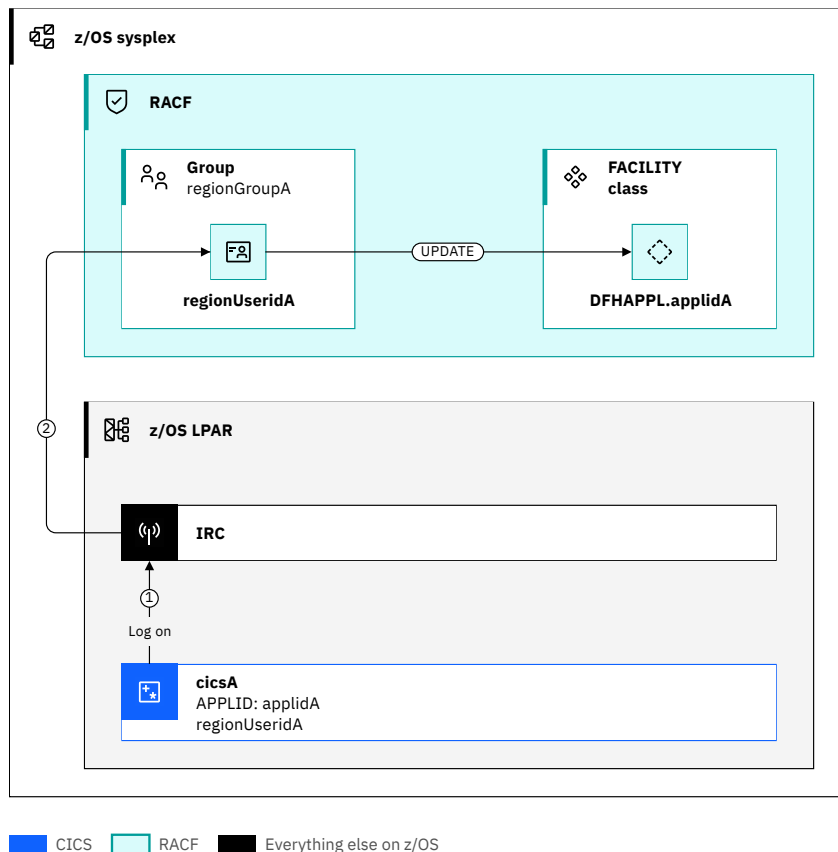 z/OS sysplex
RACF
Group
regionGroupA
FACILITY
class
UPDATE
regionUseridA
DFHAPPL.applidA
2
z/OS LPAR
IRC
1
Log on
cicsA
APPLID: applidA
regionUseridA
CICS
RACF
Everything else on z/OS